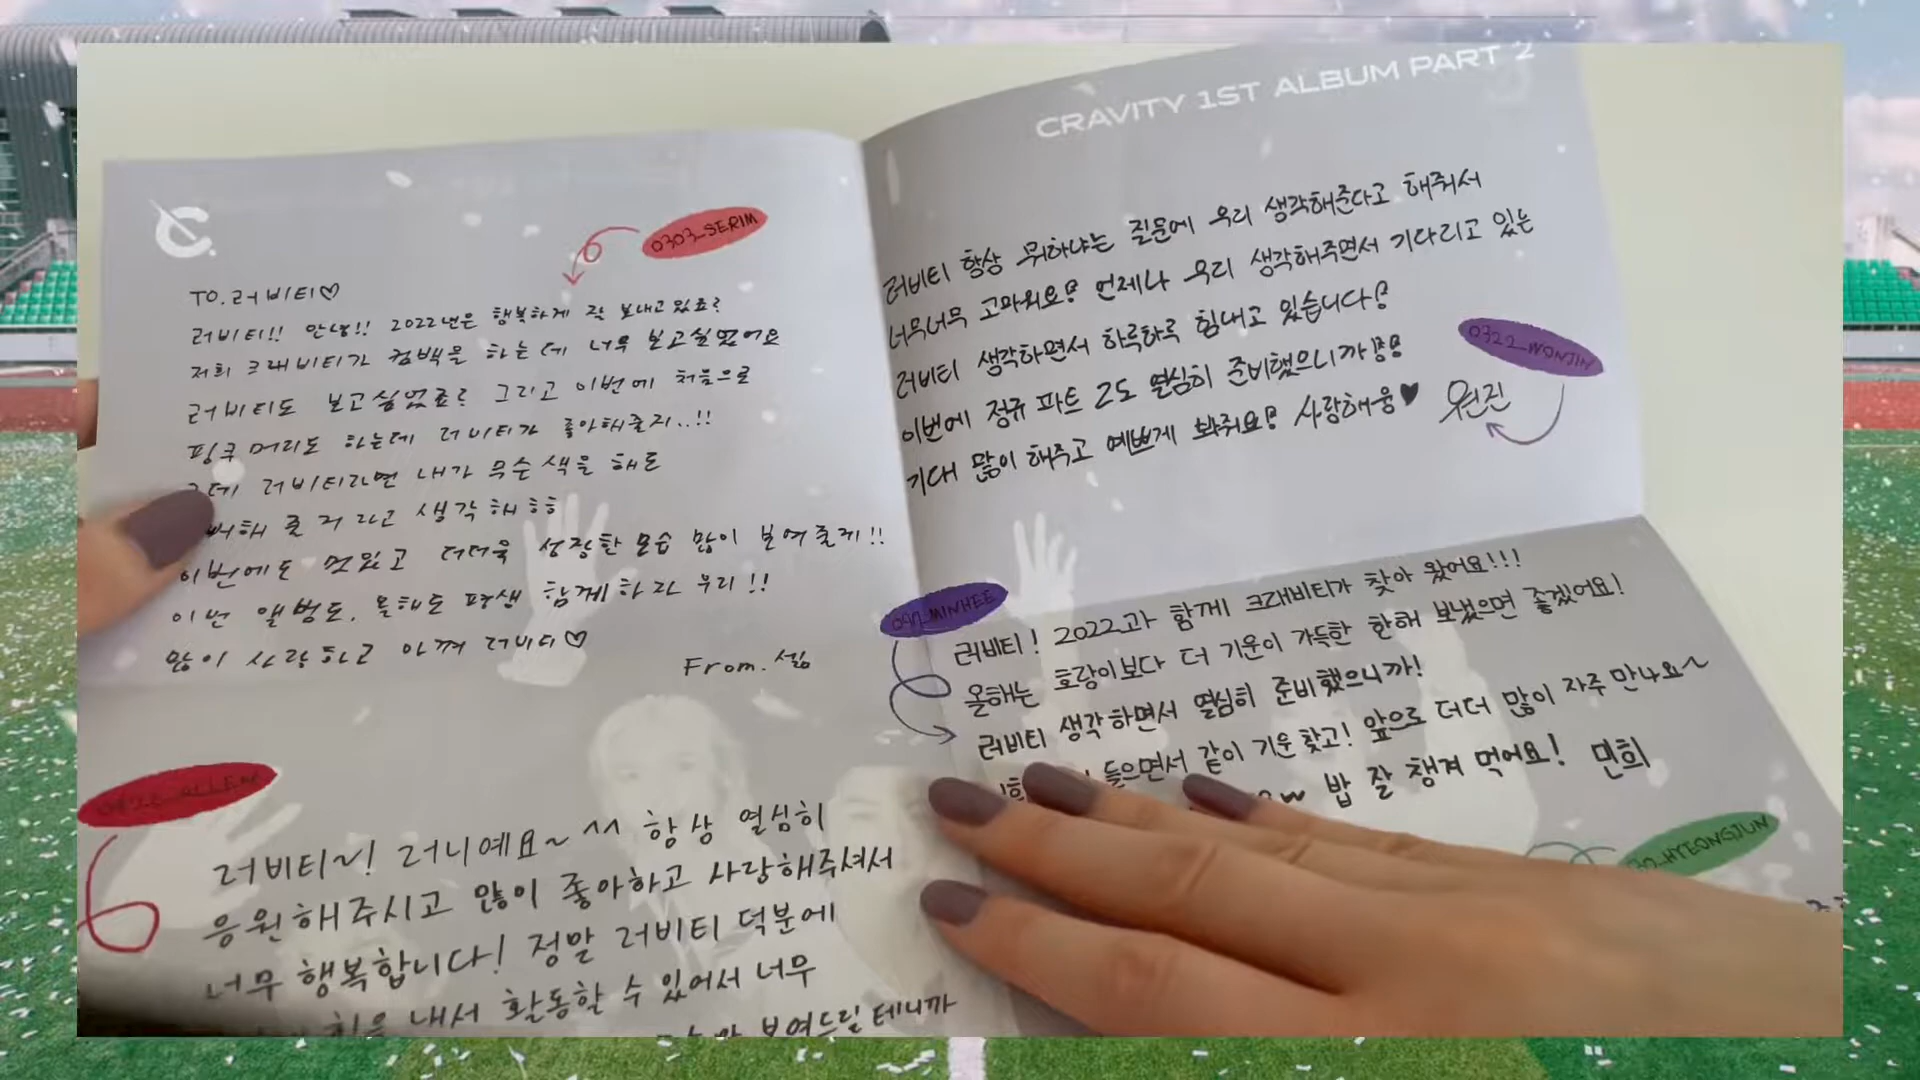 CRAVITY 1ST ALBUM PART 2
0303_SERIM
TO.러비티♡
러비티!! 안녕!! 2022년은 행복하게 잘 보내고 있죠?
저희 크래비티가 컴백을 하는데 너무 보고싶었어요
러비티도 보고싶었죠? 그리고 이번에 처음으로
핑크 머리도 하는데 러비티가 좋아해줄지..!!
러비티라면 내가 무슨 색을 해도
해 줄 거 라고 생각해 ㅎㅎ
이번에도 멋있고 더더욱 성장한 모습 많이 보여줄게!!
이번 앨범도, 올해도 평생 함께하자 우리!!
많이 사랑하고 아껴 러비티♡
From. 세림
러비티 항상 뭐하냐는 질문에 우리 생각해준다고 해줘서
너무너무 고마워요! 언제나 우리 생각해주면서 기다리고 있는
러비티 생각하면서 하루하루 힘내고 있습니다!
이번에 정규 파트 2도 열심히 준비했으니까!!
기대 많이 해주고 예쁘게 봐줘요! 사랑해용♥
0322_WONJIN
원진
ALLEN
러비티~! 러니예요~^^ 항상 열심히
응원해주시고 많이 좋아하고 사랑해주셔서
너무 행복합니다! 정말 러비티 덕분에
힘을 내서 활동할 수 있어서 너무
보여드릴테니까
MINHEE
러비티! 2022과 함께 크래비티가 찾아 왔어요!!!
올해는 호랑이보다 더 기운이 가득한 한해 보냈으면 좋겠어요!
러비티 생각하면서 열심히 준비했으니까!
들으면서 같이 기운 찾고! 앞으로 더더 많이 자주 만나요~
밥 잘 챙겨 먹어요! 민희
HYEONGJUN